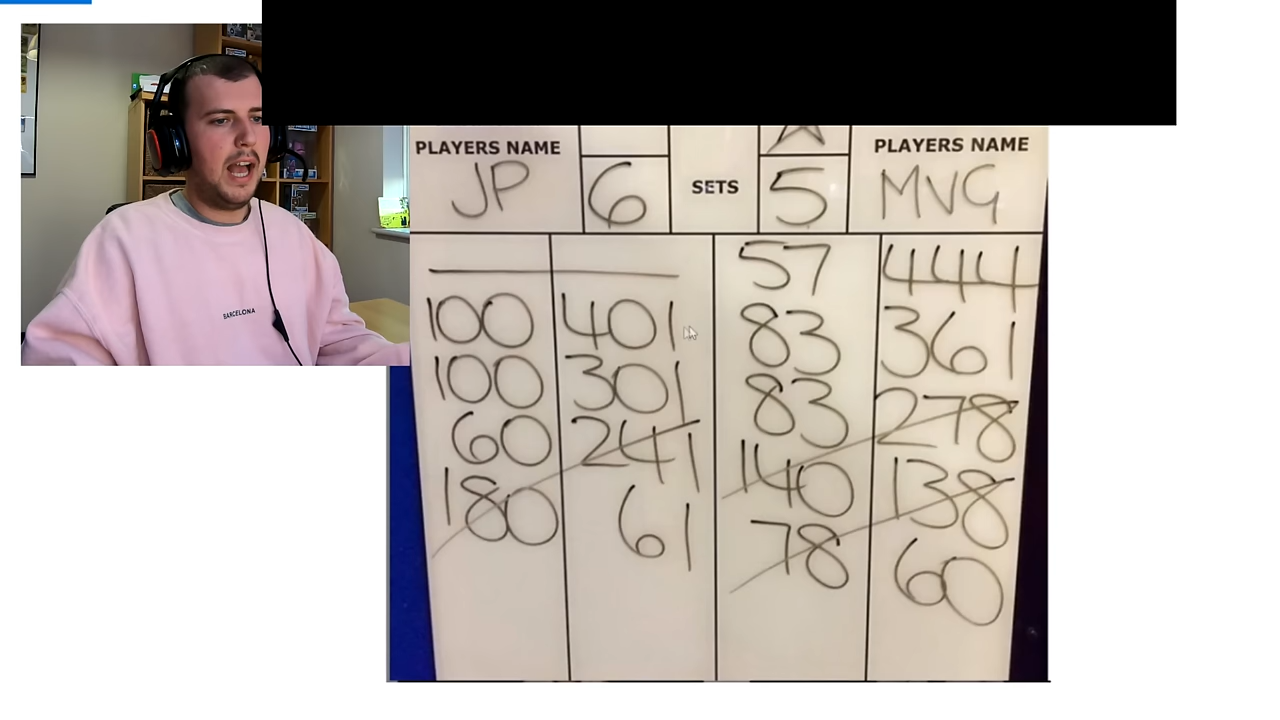 PLAYERS NAME
PLAYERS NAME
JP 6 SETS 5 MVG
57 444
100 401 83 361
100 301 83 278
60 241 140 138
180 61 78 60
BARCELONA